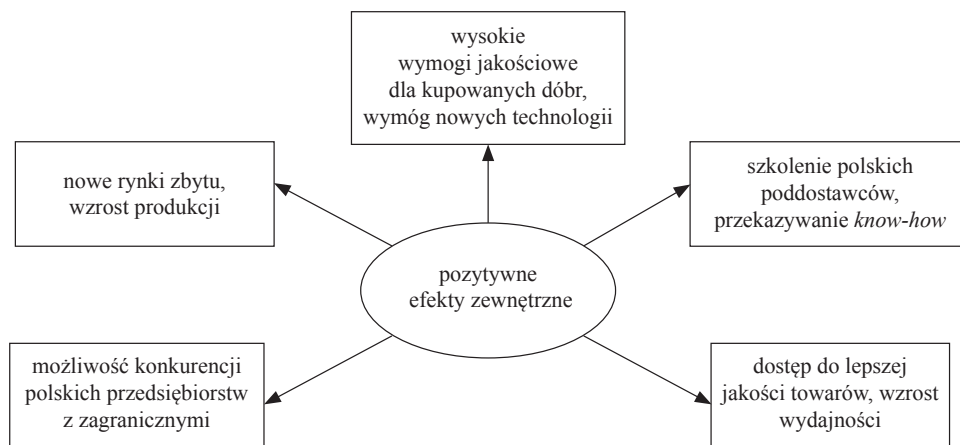 wysokie
wymogi jakościowe
dla kupowanych dóbr,
wymóg nowych technologii
nowe rynki zbytu,
wzrost produkcji
szkolenie polskich
poddostawców,
przekazywanie know-how
pozytywne
efekty zewnętrzne
możliwość konkurencji
polskich przedsiębiorstw
z zagranicznymi
dostęp do lepszej
jakości towarów, wzrost
wydajności